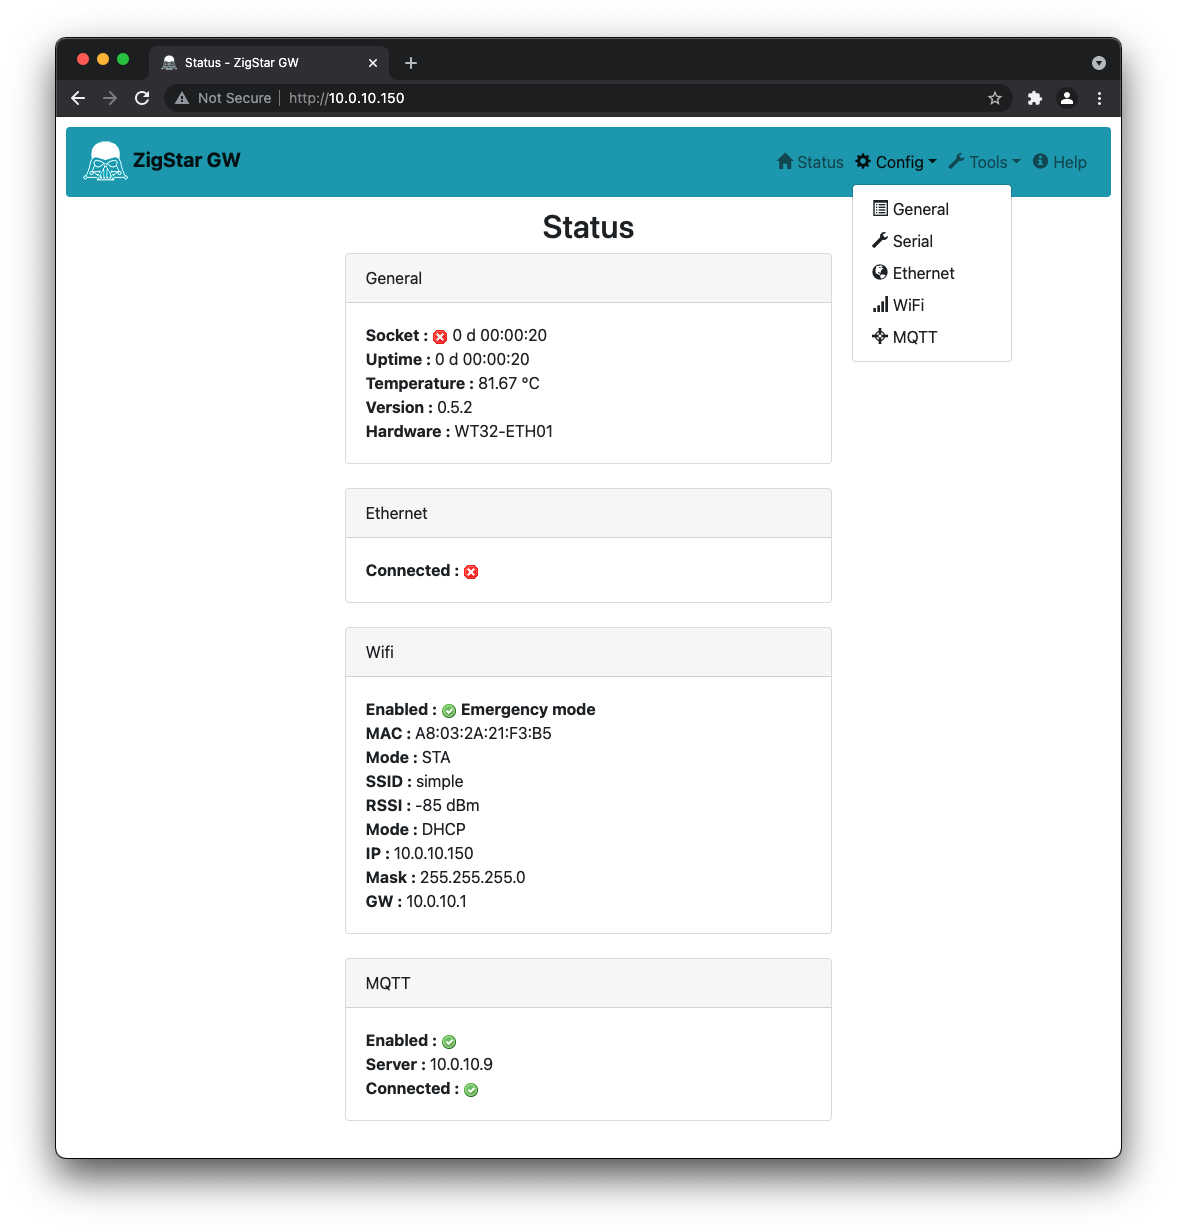 Status - ZigStar GW
Not Secure
http://10.0.10.150
ZigStar GW
Status
Config
Tools
Help
General
Serial
Ethernet
WiFi
MQTT
Status
General
Socket : 0 d 00:00:20
Uptime : 0 d 00:00:20
Temperature : 81.67 °C
Version : 0.5.2
Hardware : WT32-ETH01
Ethernet
Connected :
Wifi
Enabled : Emergency mode
MAC : A8:03:2A:21:F3:B5
Mode : STA
SSID : simple
RSSI : -85 dBm
Mode : DHCP
IP : 10.0.10.150
Mask : 255.255.255.0
GW : 10.0.10.1
MQTT
Enabled :
Server : 10.0.10.9
Connected :